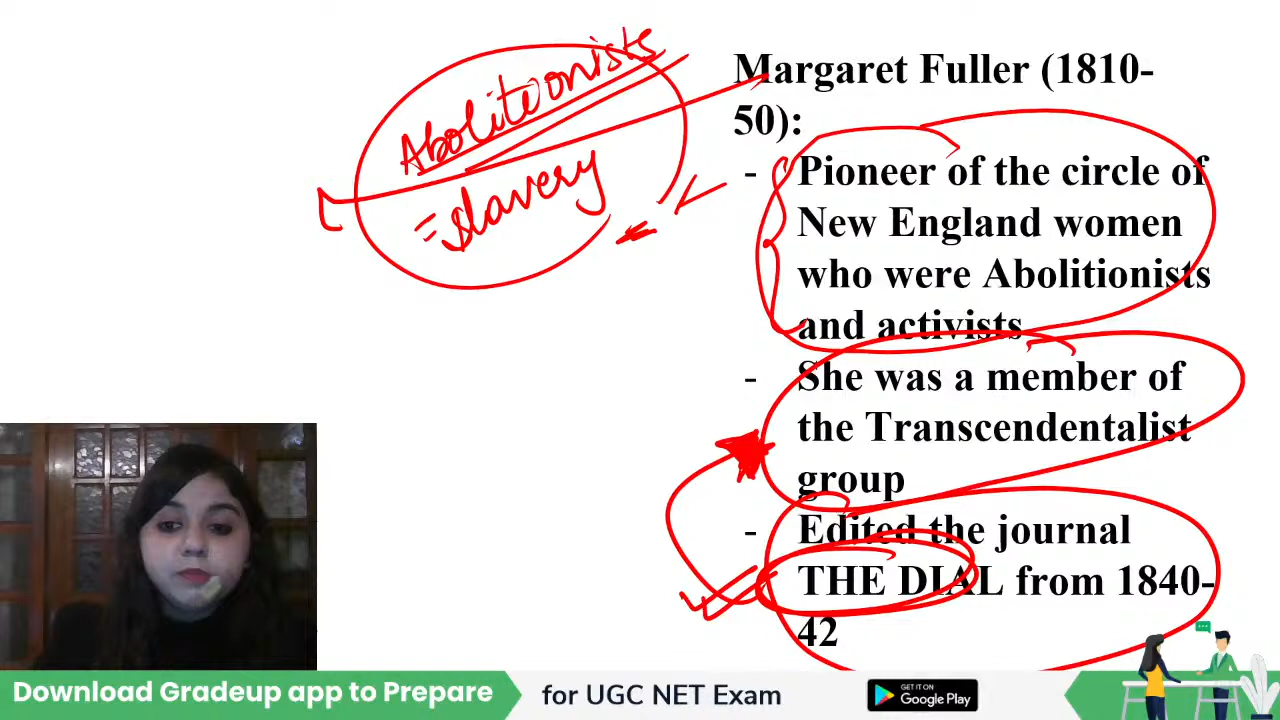 Abolitoonists
=slavery
Margaret Fuller (1810-
50):
- Pioneer of the circle of
New England women
who were Abolitionists
and activists
- She was a member of
the Transcendentalist
group
- Edited the journal
THE DIAL from 1840-
42
Download Gradeup app to Prepare
for UGC NET Exam
GET IT ON
Google Play